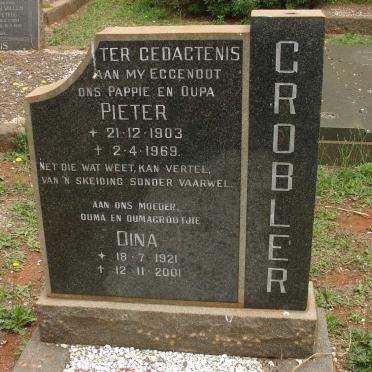 TER GEDAGTENIS
AAN MY EGGENOOT
ONS PAPPIE EN OUPA
PIETER
+ 21-12-1903
+ 2-4-1969.
NET DIE WAT WEET, KAN VERTEL,
VAN 'N SKEIDING SONDER VAARWEL.
AAN ONS MOEDER,
OUMA EN OUMAGROOTJIE
DINA
+ 18-7-1921
+ 12-11-2001
GROBLER